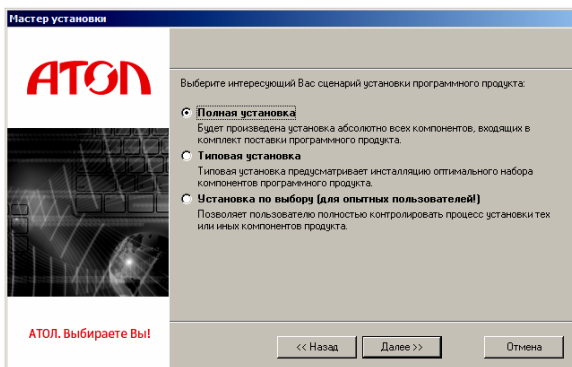 Мастер установки
АТОЛ
Выберите интересующий Вас сценарий установки программного продукта:
Полная установка
Будет произведена установка абсолютно всех компонентов, входящих в
комплект поставки программного продукта.
Типовая установка
Типовая установка предусматривает инсталляцию оптимального набора
компонентов программного продукта.
Установка по выбору (для опытных пользователей!)
Позволяет пользователю полностью контролировать процесс установки тех
или иных компонентов продукта.
АТОЛ. Выбираете Вы!
<< Назад
Далее >>
Отмена